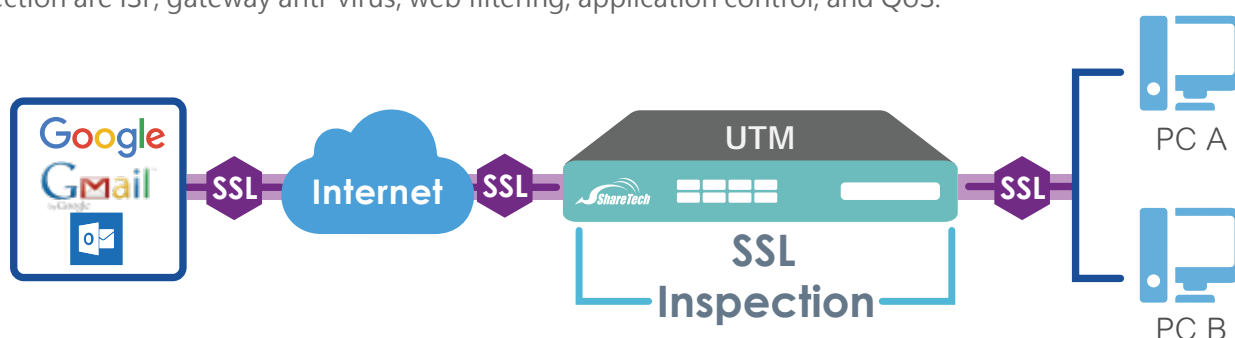 ection are ISP, gateway anti-virus, web filtering, application control, and QoS.
Google
Gmail
by Google
SSL
Internet
SSL
UTM
ShareTech
SSL
Inspection
SSL
PC A
PC B